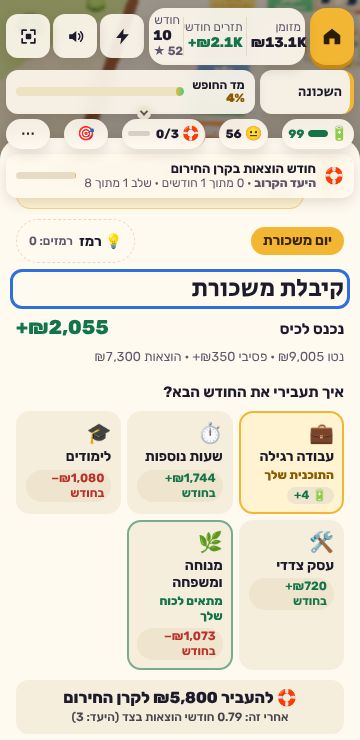 מזומן
₪13.1K
תזרים חודשי
+₪2.1K
חודש
10
★ 52
השכונה
מד החופש
4%
🔋 99
😐 56
🛟 0/3
🎯
...
🛟 חודש הוצאות בקרן החירום
היעד הקרוב · 0 מתוך 1 חודשים · שלב 1 מתוך 8
יום משכורת
💡 רמז רמזים: 0
קיבלת משכורת
נכנס לכיס
+₪2,055
נטו ₪9,005 · פסיבי +₪350 · הוצאות ₪7,300
איך תעבירי את החודש הבא?
💼
עבודה רגילה
התוכנית שלך
🔋 +4
⏱️
שעות נוספות
+₪1,744
בחודש
🎓
לימודים
−₪1,080
בחודש
🛠️
עסק צדדי
+₪720
בחודש
🌿
מנוחה
ומשפחה
מתאים לכוח
שלך
−₪1,073
בחודש
🛟 להעביר ₪5,800 לקרן החירום
אחרי זה: 0.79 חודשי הוצאות בצד (היעד: 3)